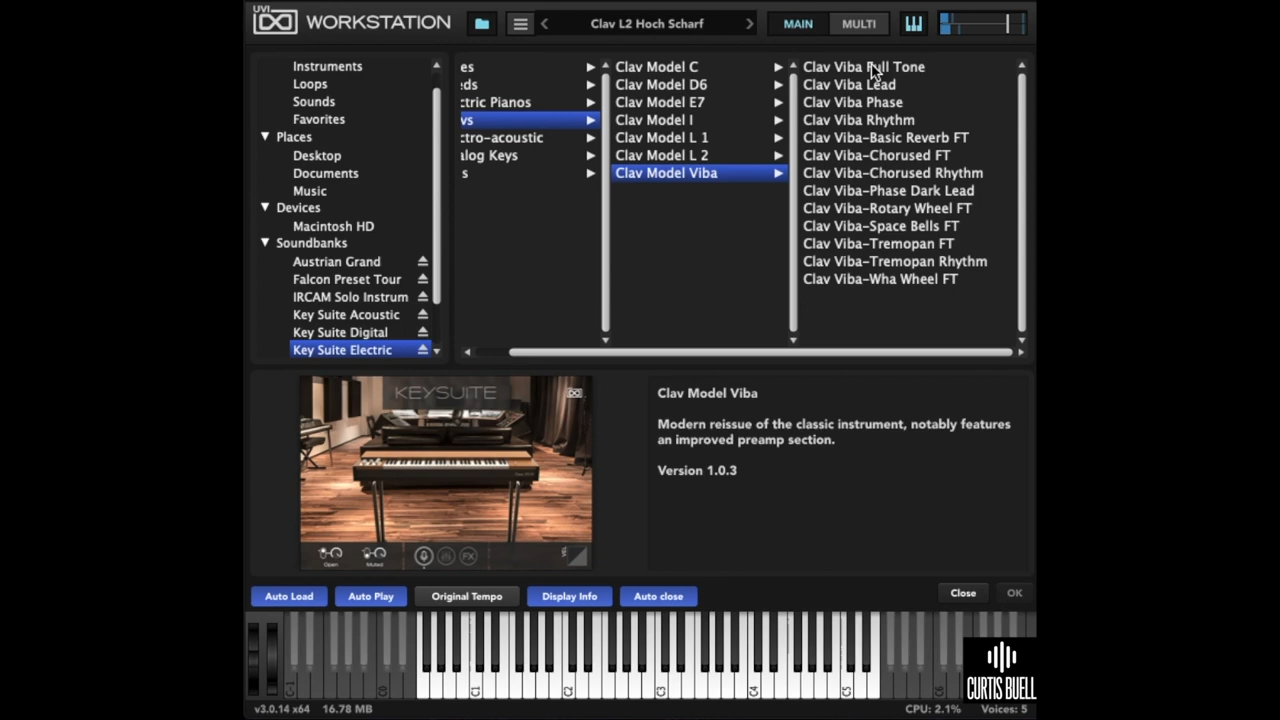 UVI
WORKSTATION
Clav L2 Hoch Scharf
MAIN
MULTI
Instruments
Loops
Sounds
Favorites
Places
Desktop
Documents
Music
Devices
Macintosh HD
Soundbanks
Austrian Grand
Falcon Preset Tour
IRCAM Solo Instrum
Key Suite Acoustic
Key Suite Digital
Key Suite Electric
es
eds
ctric Pianos
vs
ctro-acoustic
alog Keys
s
Clav Model C
Clav Model D6
Clav Model E7
Clav Model I
Clav Model L 1
Clav Model L 2
Clav Model Viba
Clav Viba Full Tone
Clav Viba Lead
Clav Viba Phase
Clav Viba Rhythm
Clav Viba-Basic Reverb FT
Clav Viba-Chorused FT
Clav Viba-Chorused Rhythm
Clav Viba-Phase Dark Lead
Clav Viba-Rotary Wheel FT
Clav Viba-Space Bells FT
Clav Viba-Tremopan FT
Clav Viba-Tremopan Rhythm
Clav Viba-Wha Wheel FT
KEYSUITE
Open
Muted
FX
VEL
Clav Model Viba
Modern reissue of the classic instrument, notably features
an improved preamp section.
Version 1.0.3
Auto Load
Auto Play
Original Tempo
Display Info
Auto close
Close
OK
C-1
C0
C1
C2
C3
C4
C5
C6
CURTIS BUELL
v3.0.14 x64
16.78 MB
CPU: 2.1%
Voices: 5